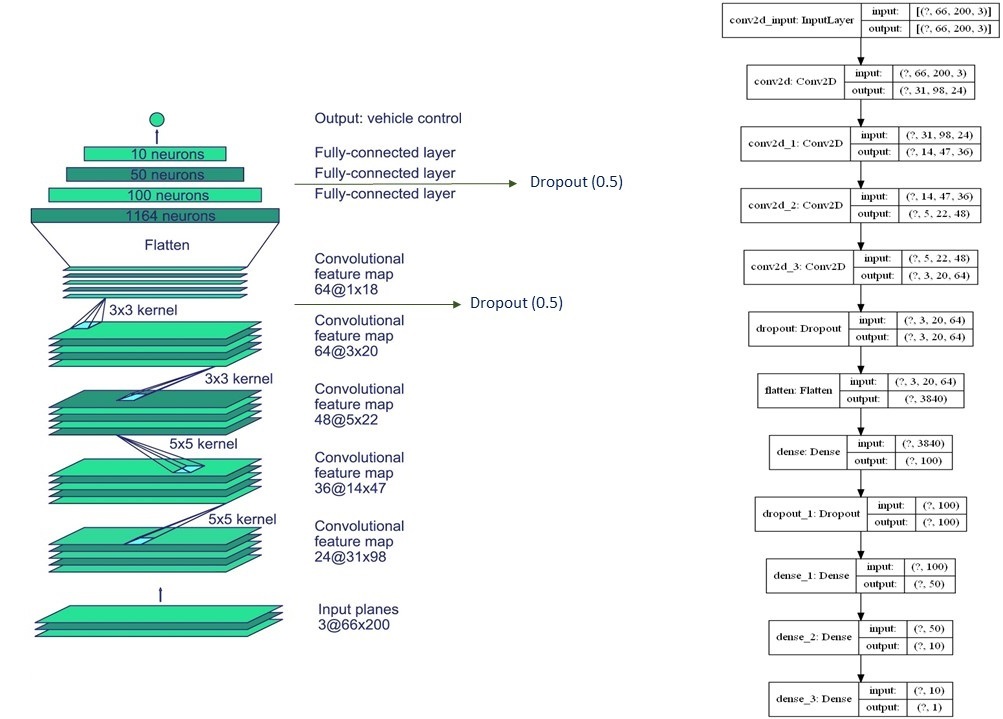 Output: vehicle control
10 neurons
Fully-connected layer
50 neurons
Fully-connected layer
100 neurons
Fully-connected layer
Dropout (0.5)
1164 neurons
Flatten
Convolutional
feature map
64@1x18
3x3 kernel
Dropout (0.5)
Convolutional
feature map
64@3x20
3x3 kernel
Convolutional
feature map
48@5x22
5x5 kernel
Convolutional
feature map
36@14x47
5x5 kernel
Convolutional
feature map
24@31x98
Input planes
3@66x200
conv2d_input: InputLayer
input: [(?, 66, 200, 3)]
output: [(?, 66, 200, 3)]
conv2d: Conv2D
input: (?, 66, 200, 3)
output: (?, 31, 98, 24)
conv2d_1: Conv2D
input: (?, 31, 98, 24)
output: (?, 14, 47, 36)
conv2d_2: Conv2D
input: (?, 14, 47, 36)
output: (?, 5, 22, 48)
conv2d_3: Conv2D
input: (?, 5, 22, 48)
output: (?, 3, 20, 64)
dropout: Dropout
input: (?, 3, 20, 64)
output: (?, 3, 20, 64)
flatten: Flatten
input: (?, 3, 20, 64)
output: (?, 3840)
dense: Dense
input: (?, 3840)
output: (?, 100)
dropout_1: Dropout
input: (?, 100)
output: (?, 100)
dense_1: Dense
input: (?, 100)
output: (?, 50)
dense_2: Dense
input: (?, 50)
output: (?, 10)
dense_3: Dense
input: (?, 10)
output: (?, 1)